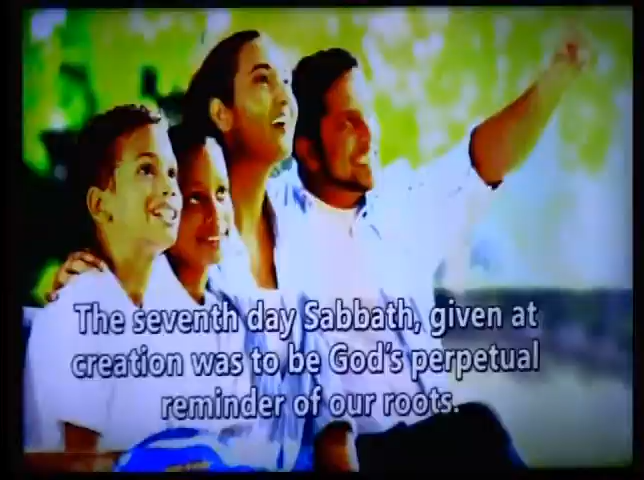 The seventh day Sabbath, given at
creation was to be God's perpetual
reminder of our roots.